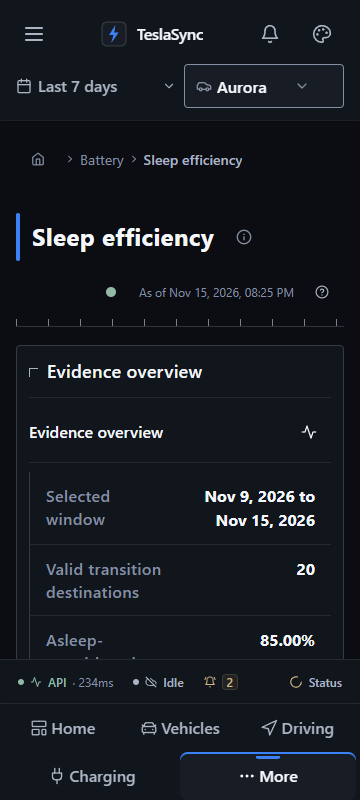 TeslaSync
Last 7 days
Aurora
Battery
Sleep efficiency
Sleep efficiency
As of Nov 15, 2026, 08:25 PM
Evidence overview
Evidence overview
Selected window
Nov 9, 2026 to Nov 15, 2026
Valid transition destinations
20
Asleep-
85.00%
API · 234ms
Idle
2
Status
Home
Vehicles
Driving
Charging
More